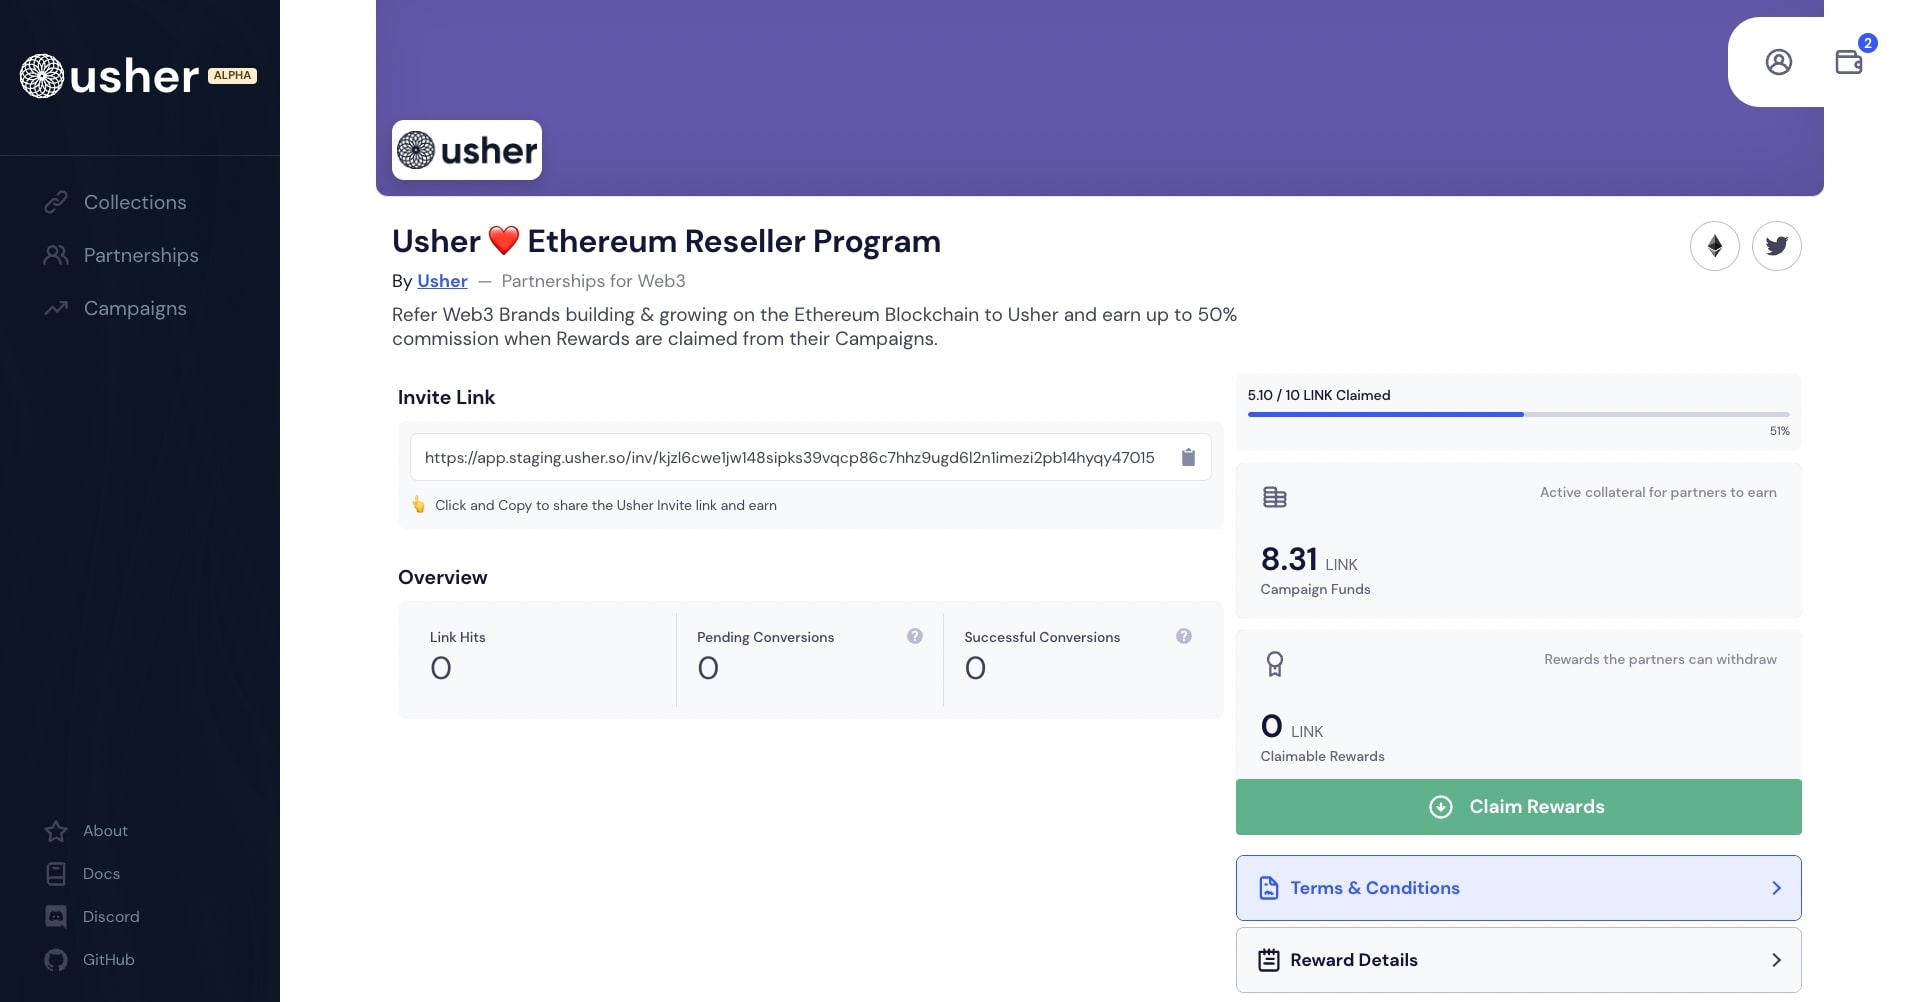 usher ALPHA
Collections
Partnerships
Campaigns
About
Docs
Discord
GitHub
2
usher
Usher ❤️ Ethereum Reseller Program
By Usher — Partnerships for Web3
Refer Web3 Brands building & growing on the Ethereum Blockchain to Usher and earn up to 50%
commission when Rewards are claimed from their Campaigns.
Invite Link
https://app.staging.usher.so/inv/kjzl6cwe1jw148sipks39vqcp86c7hhz9ugd6l2n1imezi2pb14hyqy47015
👆 Click and Copy to share the Usher Invite link and earn
Overview
Link Hits
0
Pending Conversions ?
0
Successful Conversions ?
0
5.10 / 10 LINK Claimed
51%
Active collateral for partners to earn
8.31 LINK
Campaign Funds
Rewards the partners can withdraw
0 LINK
Claimable Rewards
Claim Rewards
Terms & Conditions
Reward Details